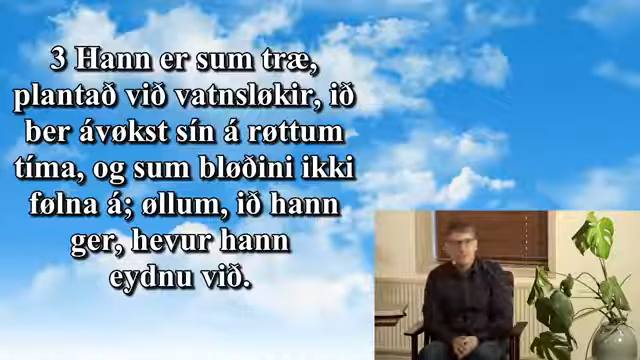 3 Hann er sum træ,
plantað við vatnsløkir, ið
ber ávøkst sín á røttum
tíma, og sum bløðini ikki
følna á; øllum, ið hann
ger, hevur hann
eydnu við.